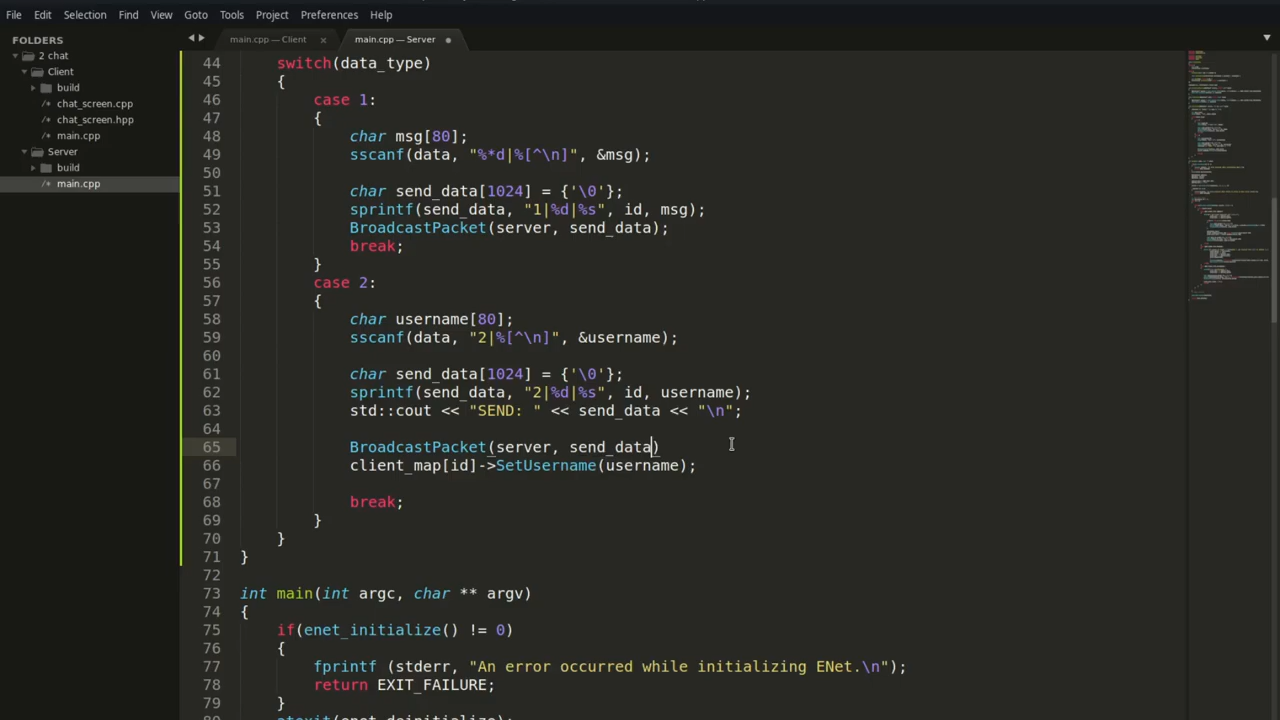 File Edit Selection Find View Goto Tools Project Preferences Help
FOLDERS
2 chat
Client
build
chat_screen.cpp
chat_screen.hpp
main.cpp
Server
build
main.cpp
main.cpp — Client
main.cpp — Server
44 switch(data_type)
45 {
46 case 1:
47 {
48 char msg[80];
49 sscanf(data, "%*d|%[^\n]", &msg);
50
51 char send_data[1024] = {'\0'};
52 sprintf(send_data, "1|%d|%s", id, msg);
53 BroadcastPacket(server, send_data);
54 break;
55 }
56 case 2:
57 {
58 char username[80];
59 sscanf(data, "2|%[^\n]", &username);
60
61 char send_data[1024] = {'\0'};
62 sprintf(send_data, "2|%d|%s", id, username);
63 std::cout << "SEND: " << send_data << "\n";
64
65 BroadcastPacket(server, send_data)
66 client_map[id]->SetUsername(username);
67
68 break;
69 }
70 }
71 }
72
73 int main(int argc, char ** argv)
74 {
75 if(enet_initialize() != 0)
76 {
77 fprintf (stderr, "An error occurred while initializing ENet.\n");
78 return EXIT_FAILURE;
79 }
80 atexit(enet_deinitialize);